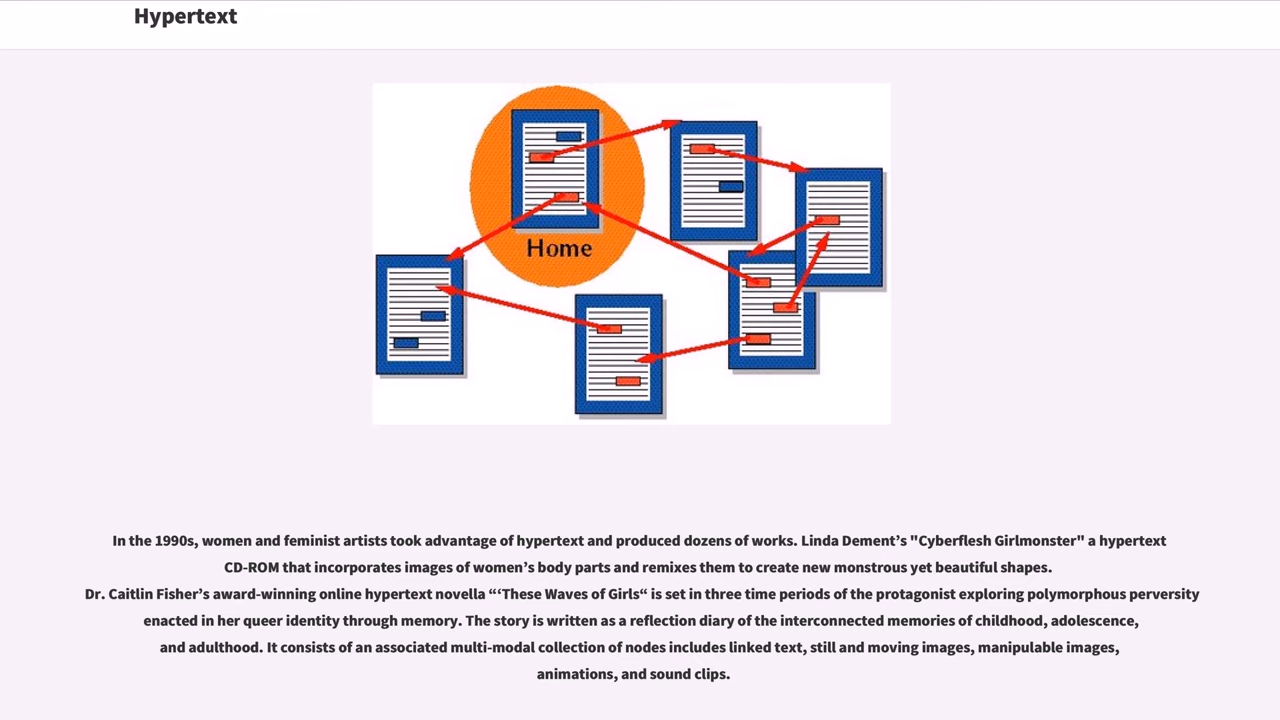 Hypertext
Home
In the 1990s, women and feminist artists took advantage of hypertext and produced dozens of works. Linda Dement’s "Cyberflesh Girlmonster" a hypertext
CD-ROM that incorporates images of women’s body parts and remixes them to create new monstrous yet beautiful shapes.
Dr. Caitlin Fisher’s award-winning online hypertext novella “‘These Waves of Girls“ is set in three time periods of the protagonist exploring polymorphous perversity
enacted in her queer identity through memory. The story is written as a reflection diary of the interconnected memories of childhood, adolescence,
and adulthood. It consists of an associated multi-modal collection of nodes includes linked text, still and moving images, manipulable images,
animations, and sound clips.